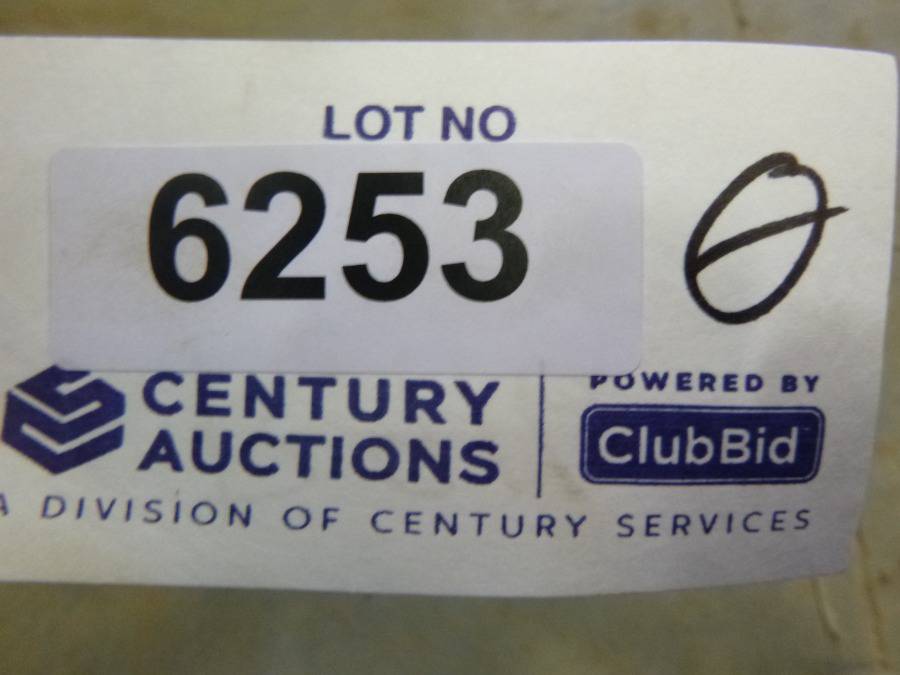 LOT NO
6253
CENTURY
AUCTIONS
POWERED BY
ClubBid
A DIVISION OF CENTURY SERVICES